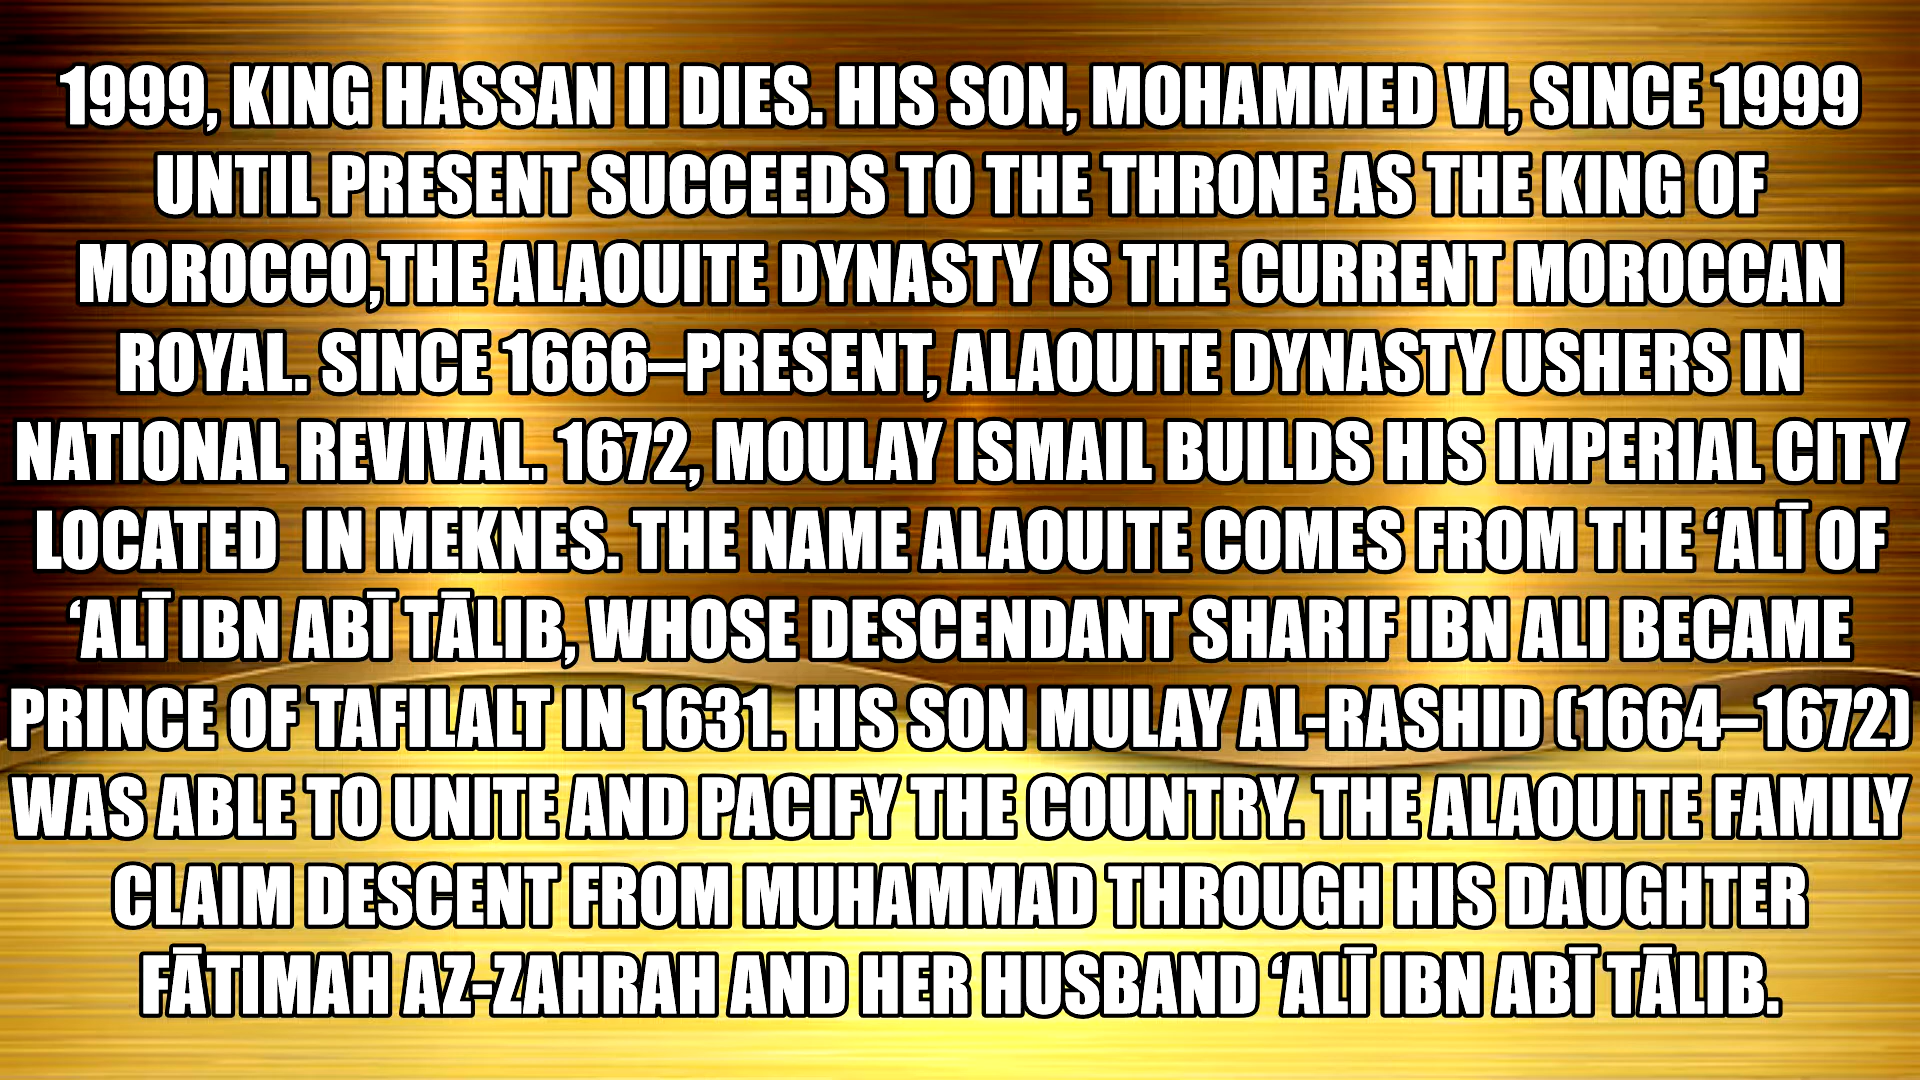 1999, KING HASSAN II DIES. HIS SON, MOHAMMED VI, SINCE 1999
UNTIL PRESENT SUCCEEDS TO THE THRONE AS THE KING OF
MOROCCO,THE ALAOUITE DYNASTY IS THE CURRENT MOROCCAN
ROYAL. SINCE 1666–PRESENT, ALAOUITE DYNASTY USHERS IN
NATIONAL REVIVAL. 1672, MOULAY ISMAIL BUILDS HIS IMPERIAL CITY
LOCATED  IN MEKNES. THE NAME ALAOUITE COMES FROM THE ‘ALĪ OF
‘ALĪ IBN ABĪ TĀLIB, WHOSE DESCENDANT SHARIF IBN ALI BECAME
PRINCE OF TAFILALT IN 1631. HIS SON MULAY AL-RASHID (1664–1672)
WAS ABLE TO UNITE AND PACIFY THE COUNTRY. THE ALAOUITE FAMILY
CLAIM DESCENT FROM MUHAMMAD THROUGH HIS DAUGHTER
FĀTIMAH AZ-ZAHRAH AND HER HUSBAND ‘ALĪ IBN ABĪ TĀLIB.